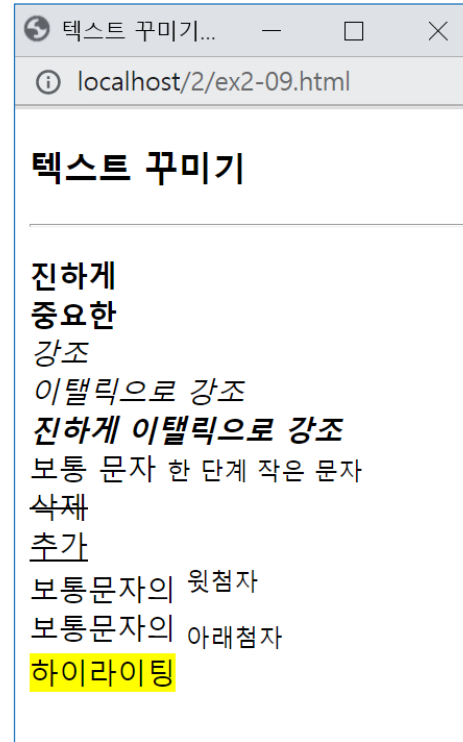 텍스트 꾸미기...
localhost/2/ex2-09.html
텍스트 꾸미기
진하게
중요한
강조
이탤릭으로 강조
진하게 이탤릭으로 강조
보통 문자 한 단계 작은 문자
삭제
추가
보통문자의 윗첨자
보통문자의 아래첨자
하이라이팅